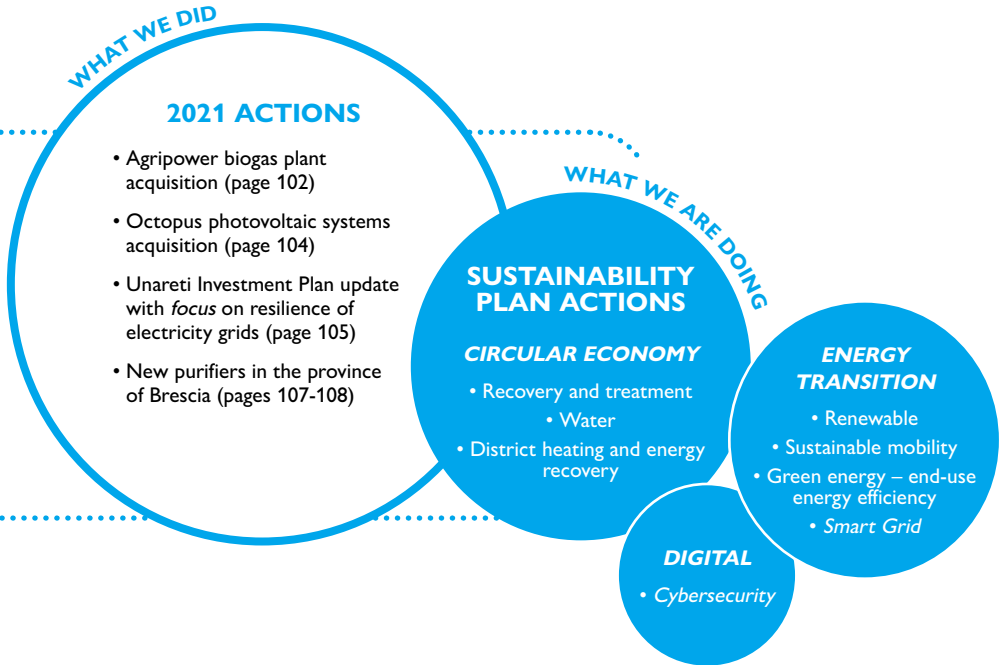 WHAT WE DID
2021 ACTIONS
• Agripower biogas plant
acquisition (page 102)
• Octopus photovoltaic systems
acquisition (page 104)
• Unareti Investment Plan update
with focus on resilience of
electricity grids (page 105)
• New purifiers in the province
of Brescia (pages 107-108)
WHAT WE ARE DOING
SUSTAINABILITY
PLAN ACTIONS
CIRCULAR ECONOMY
• Recovery and treatment
• Water
• District heating and energy
recovery
ENERGY
TRANSITION
• Renewable
• Sustainable mobility
• Green energy – end-use
energy efficiency
• Smart Grid
DIGITAL
• Cybersecurity